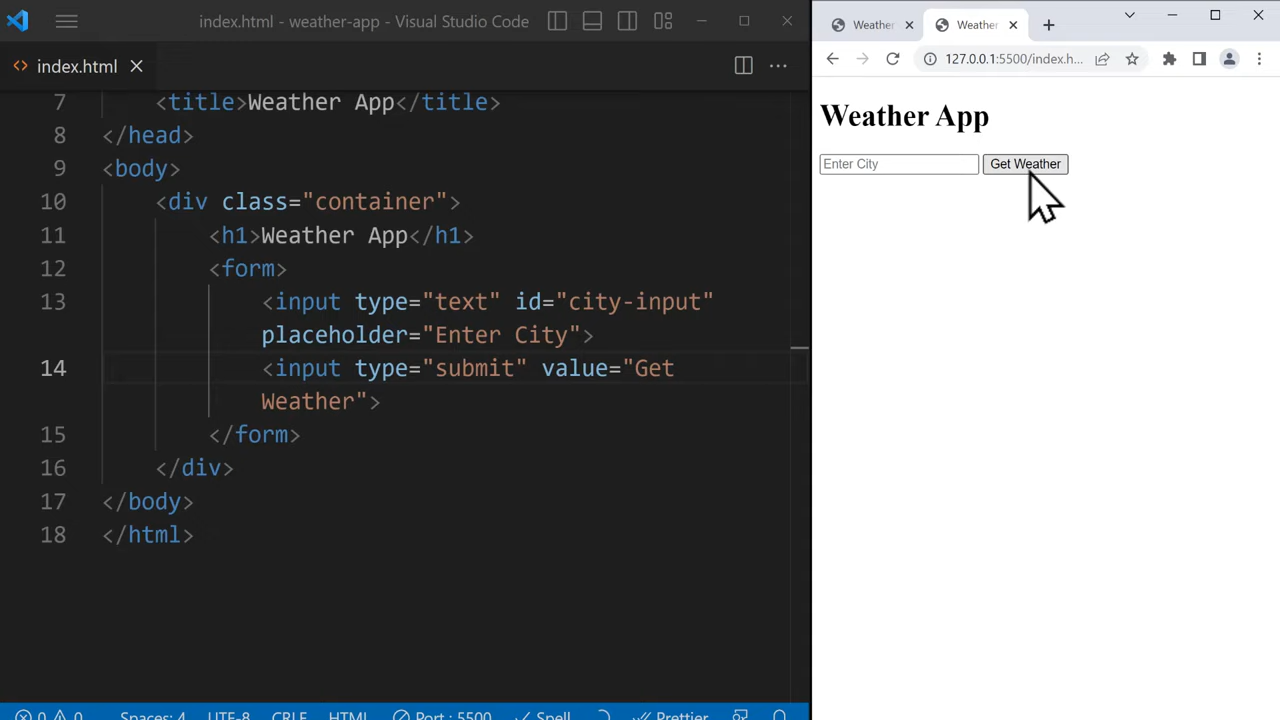 index.html - weather-app - Visual Studio Code
index.html
7 <title>Weather App</title>
8 </head>
9 <body>
10 <div class="container">
11 <h1>Weather App</h1>
12 <form>
13 <input type="text" id="city-input"
placeholder="Enter City">
14 <input type="submit" value="Get
Weather">
15 </form>
16 </div>
17 </body>
18 </html>
0 0 Spaces: 4 UTF-8 CRLF HTML Port : 5500 Spell Prettier
Weather Weather
127.0.0.1:5500/index.h...
Weather App
Enter City Get Weather